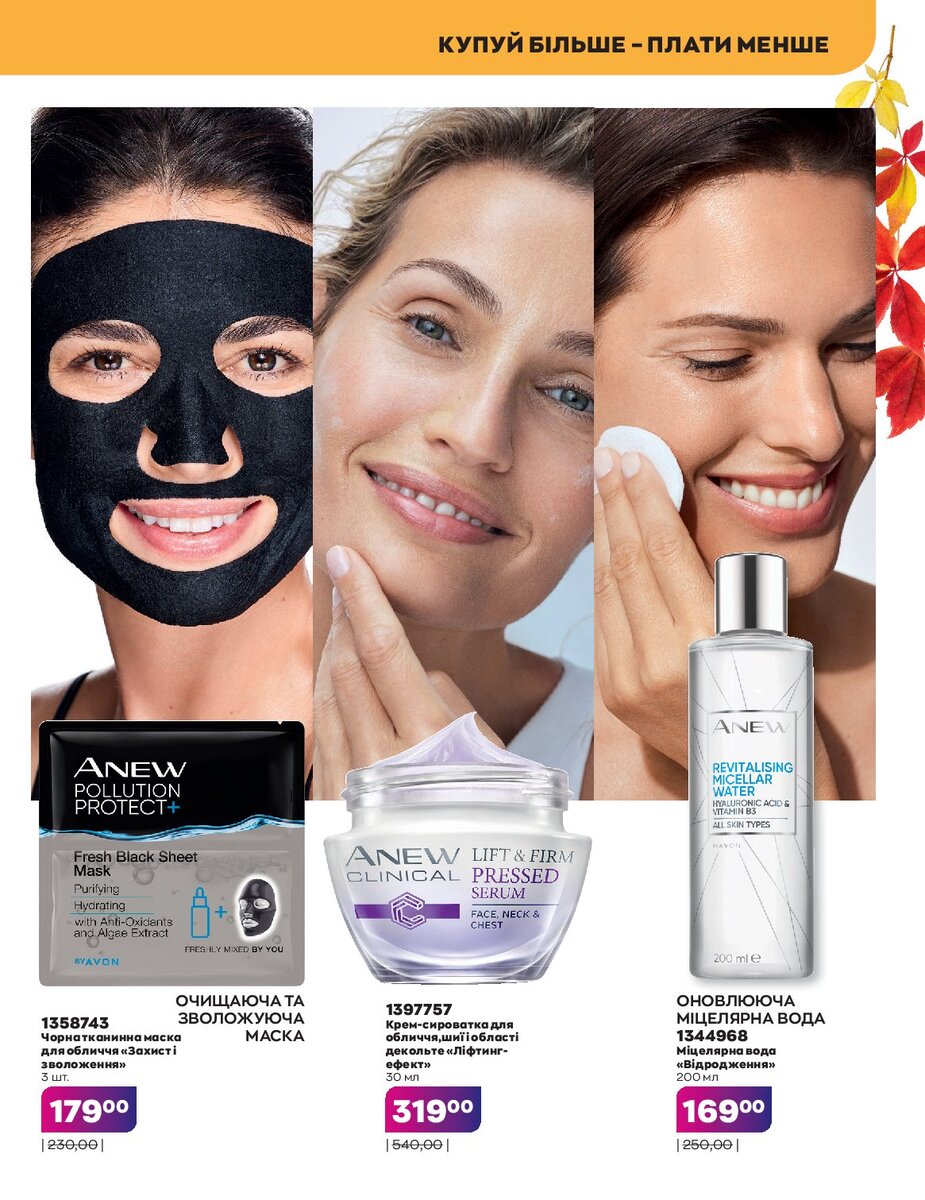 КУПУЙ БІЛЬШЕ – ПЛАТИ МЕНШЕ
ANEW
POLLUTION
PROTECT+
Fresh Black Sheet
Mask
Purifying
Hydrating
with Anti-Oxidants
and Algae Extract
FRESHLY MIXED BY YOU
BY AVON
ANEW
CLINICAL
LIFT & FIRM
PRESSED
SERUM
FACE, NECK &
CHEST
ANEW
REVITALISING
MICELLAR
WATER
HYALURONIC ACID &
VITAMIN B3
ALL SKIN TYPES
BY AVON
200 ml e
ОЧИЩАЮЧА ТА
ЗВОЛОЖУЮЧА
МАСКА
1358743
Чорна тканинна маска
для обличчя «Захист і
зволоження»
3 шт.
179⁰⁰
| 230,00 |
1397757
Крем-сироватка для
обличчя,шиї і області
декольте «Ліфтинг-
ефект»
30 мл
319⁰⁰
| 540,00 |
ОНОВЛЮЮЧА
МІЦЕЛЯРНА ВОДА
1344968
Міцелярна вода
«Відродження»
200 мл
169⁰⁰
| 250,00 |